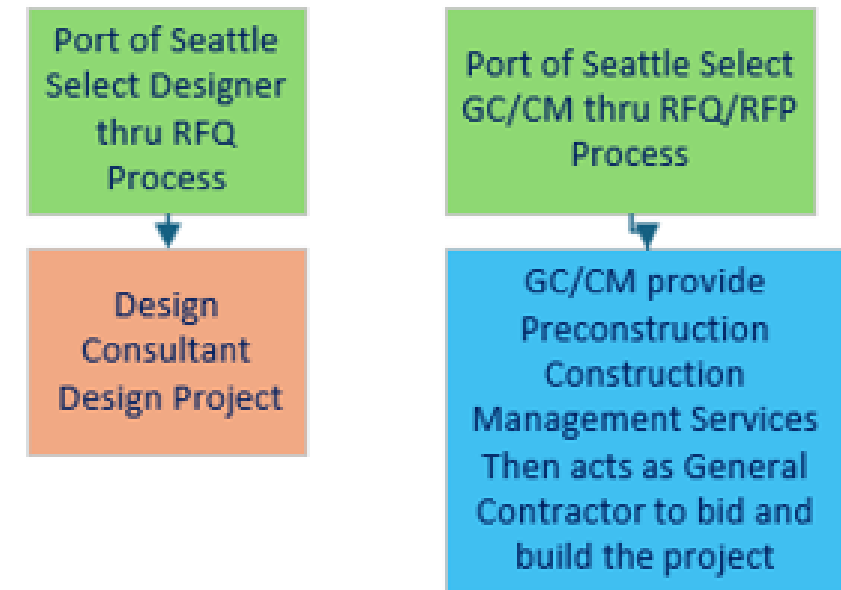 Port of Seattle
Select Designer
thru RFQ
Process
Port of Seattle Select
GC/CM thru RFQ/RFP
Process
Design
Consultant
Design Project
GC/CM provide
Preconstruction
Construction
Management Services
Then acts as General
Contractor to bid and
build the project